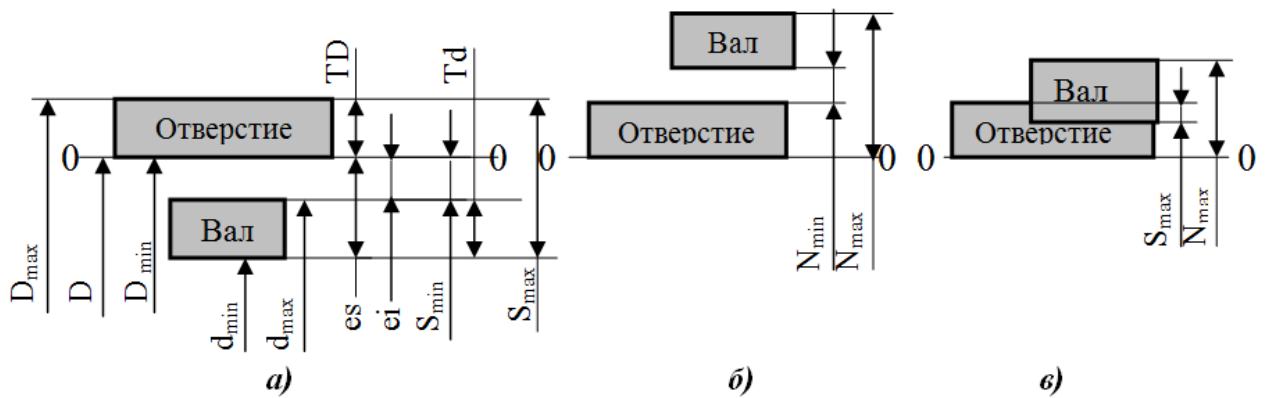 TD
Td
Отверстие
0
0
Вал
D_max
D
D_min
d_min
d_max
es
ei
S_min
S_max
а)
Вал
Отверстие
0
0
N_min
N_max
б)
Вал
Отверстие
0
0
S_max
N_max
в)